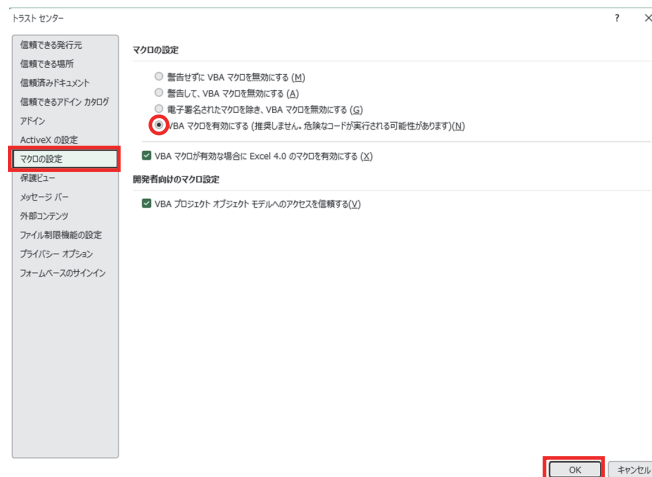 トラスト センター
? ×
信頼できる発行元
信頼できる場所
信頼済みドキュメント
信頼できるアドイン カタログ
アドイン
ActiveX の設定
マクロの設定
保護ビュー
メッセージ バー
外部コンテンツ
ファイル制限機能の設定
プライバシー オプション
フォームベースのサインイン
マクロの設定
警告せずに VBA マクロを無効にする (M)
警告して、VBA マクロを無効にする (A)
電子署名されたマクロを除き、VBA マクロを無効にする (G)
VBA マクロを有効にする (推奨しません。危険なコードが実行される可能性があります)(N)
VBA マクロが有効な場合に Excel 4.0 のマクロを有効にする (X)
開発者向けのマクロ設定
VBA プロジェクト オブジェクト モデルへのアクセスを信頼する(V)
OK キャンセル